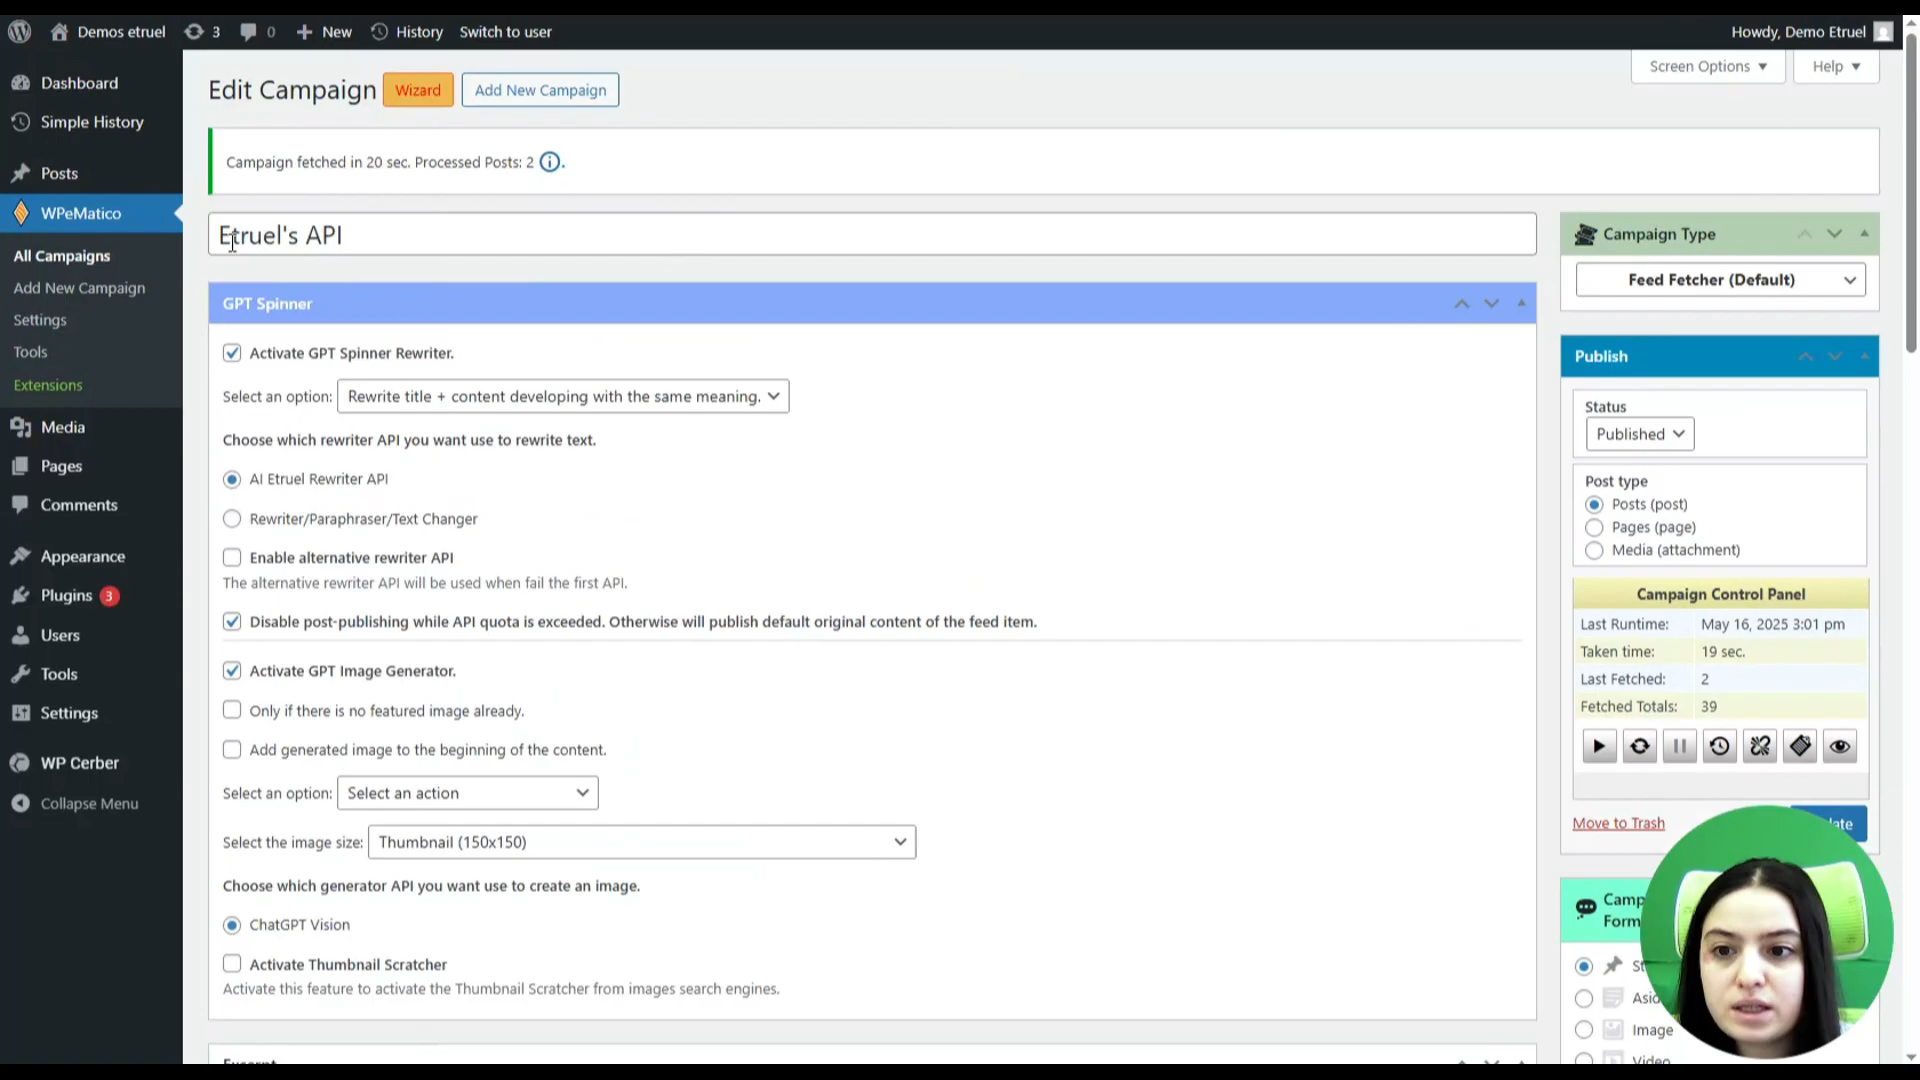 Demos etruel
3
0
New
History
Switch to user
Howdy, Demo Etruel
Dashboard
Simple History
Posts
WPeMatico
All Campaigns
Add New Campaign
Settings
Tools
Extensions
Media
Pages
Comments
Appearance
Plugins 3
Users
Tools
Settings
WP Cerber
Collapse Menu
Screen Options
Help
Edit Campaign
Wizard
Add New Campaign
Campaign fetched in 20 sec. Processed Posts: 2 .
Etruel's API
GPT Spinner
Activate GPT Spinner Rewriter.
Select an option: Rewrite title + content developing with the same meaning.
Choose which rewriter API you want use to rewrite text.
AI Etruel Rewriter API
Rewriter/Paraphraser/Text Changer
Enable alternative rewriter API
The alternative rewriter API will be used when fail the first API.
Disable post-publishing while API quota is exceeded. Otherwise will publish default original content of the feed item.
Activate GPT Image Generator.
Only if there is no featured image already.
Add generated image to the beginning of the content.
Select an option: Select an action
Select the image size: Thumbnail (150x150)
Choose which generator API you want use to create an image.
ChatGPT Vision
Activate Thumbnail Scratcher
Activate this feature to activate the Thumbnail Scratcher from images search engines.
Campaign Type
Feed Fetcher (Default)
Publish
Status
Published
Post type
Posts (post)
Pages (page)
Media (attachment)
Campaign Control Panel
Last Runtime: May 16, 2025 3:01 pm
Taken time: 19 sec.
Last Fetched: 2
Fetched Totals: 39
Move to Trash
Image